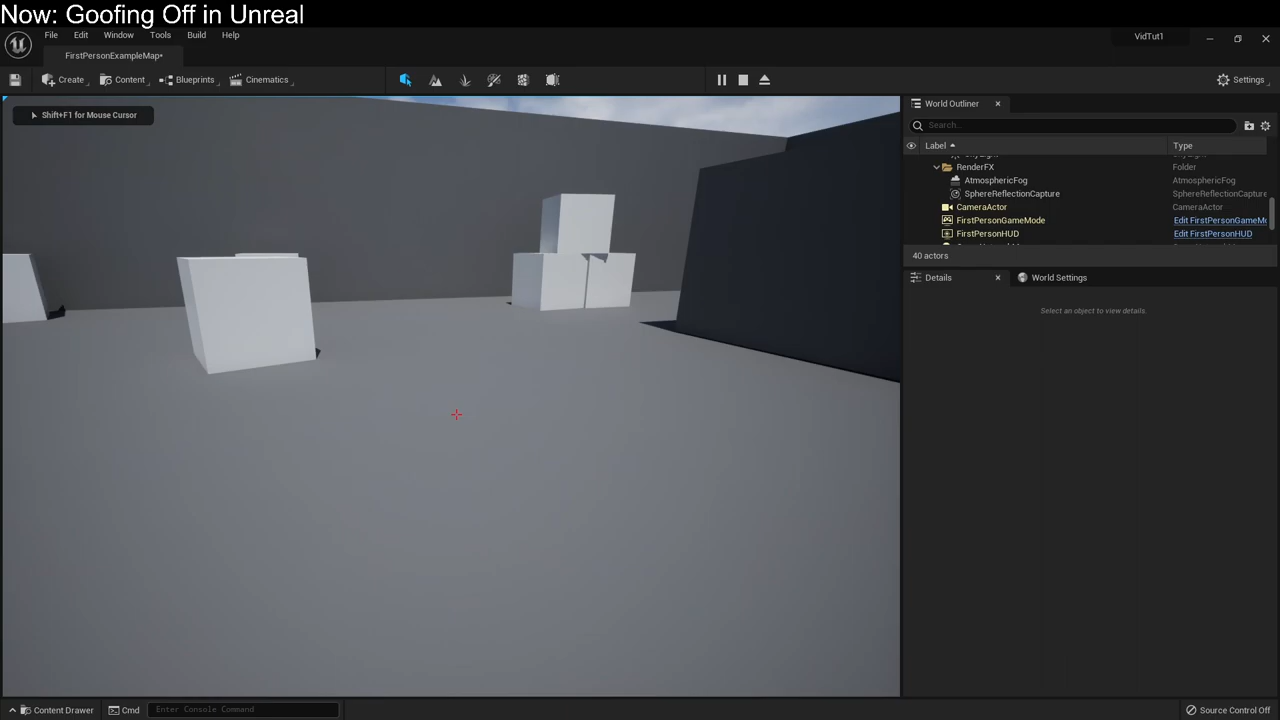 Now: Goofing Off in Unreal
File Edit Window Tools Build Help
VidTut1
FirstPersonExampleMap•
Create Content Blueprints Cinematics Settings
Shift+F1 for Mouse Cursor
World Outliner
Search...
Label Type
RenderFX Folder
AtmosphericFog AtmosphericFog
SphereReflectionCapture SphereReflectionCapture
CameraActor CameraActor
FirstPersonGameMode Edit FirstPersonGameMo
FirstPersonHUD Edit FirstPersonHUD
40 actors
Details World Settings
Select an object to view details.
Content Drawer Cmd Enter Console Command Source Control Off